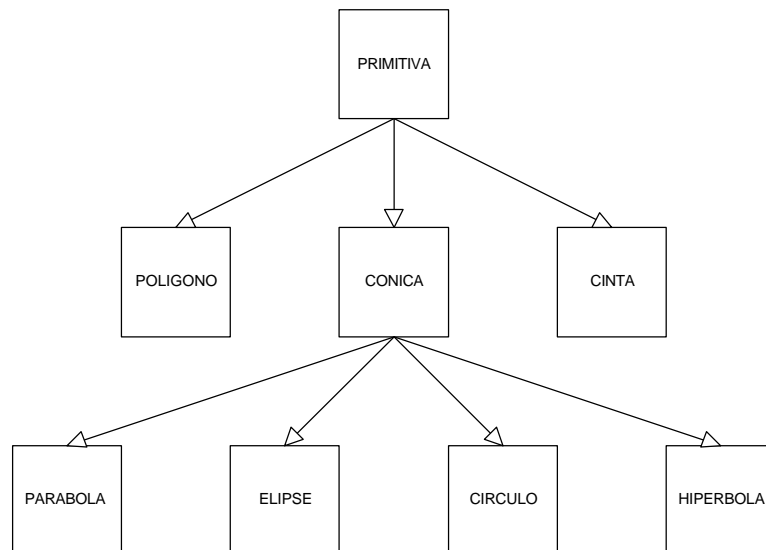 PRIMITIVA
POLIGONO
CONICA
CINTA
PARABOLA
ELIPSE
CIRCULO
HIPERBOLA